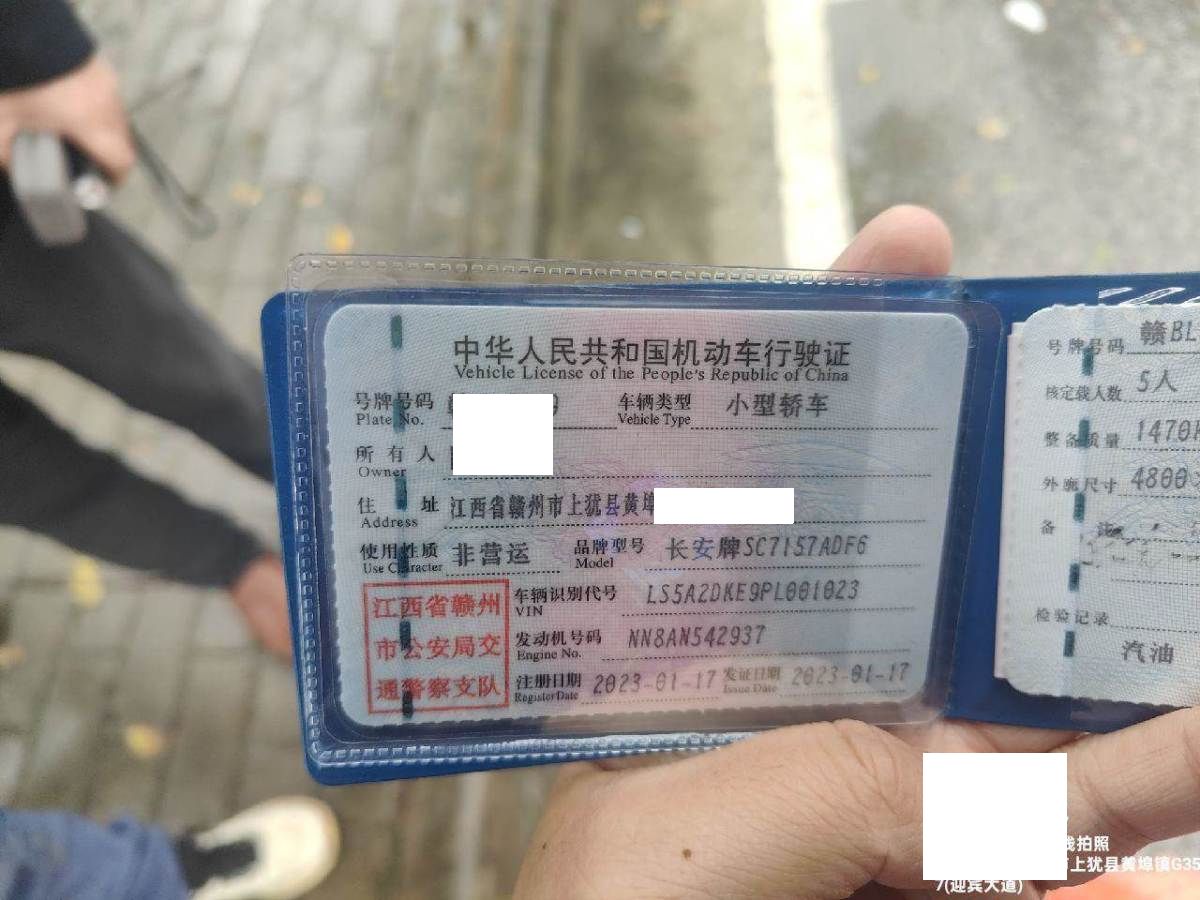 中华人民共和国机动车行驶证
Vehicle License of the People's Republic of China
号牌号码
Plate No.
车辆类型 小型轿车
Vehicle Type
所有人
Owner
住址 江西省赣州市上犹县黄埠
Address
使用性质 非营运
Use Character
品牌型号 长安牌SC7157ADF6
Model
江西省赣州
市公安局交
通警察支队
车辆识别代号 LS5A2DKE9PL001023
VIN
发动机号码 NN8AN542937
Engine No.
注册日期 2023-01-17
Register Date
发证日期 2023-01-17
Issue Date
号牌号码 赣BL
核定载人数 5人
整备质量 1470
外廓尺寸 4800
备
检验记录
汽油
拍照
上犹县黄埠镇G35
7(迎宾大道)